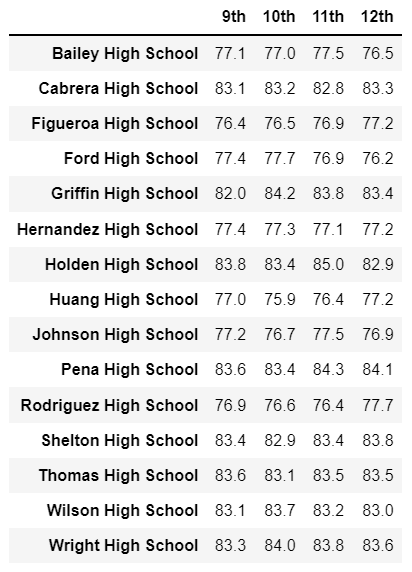 9th 10th 11th 12th
Bailey High School 77.1 77.0 77.5 76.5
Cabrera High School 83.1 83.2 82.8 83.3
Figueroa High School 76.4 76.5 76.9 77.2
Ford High School 77.4 77.7 76.9 76.2
Griffin High School 82.0 84.2 83.8 83.4
Hernandez High School 77.4 77.3 77.1 77.2
Holden High School 83.8 83.4 85.0 82.9
Huang High School 77.0 75.9 76.4 77.2
Johnson High School 77.2 76.7 77.5 76.9
Pena High School 83.6 83.4 84.3 84.1
Rodriguez High School 76.9 76.6 76.4 77.7
Shelton High School 83.4 82.9 83.4 83.8
Thomas High School 83.6 83.1 83.5 83.5
Wilson High School 83.1 83.7 83.2 83.0
Wright High School 83.3 84.0 83.8 83.6